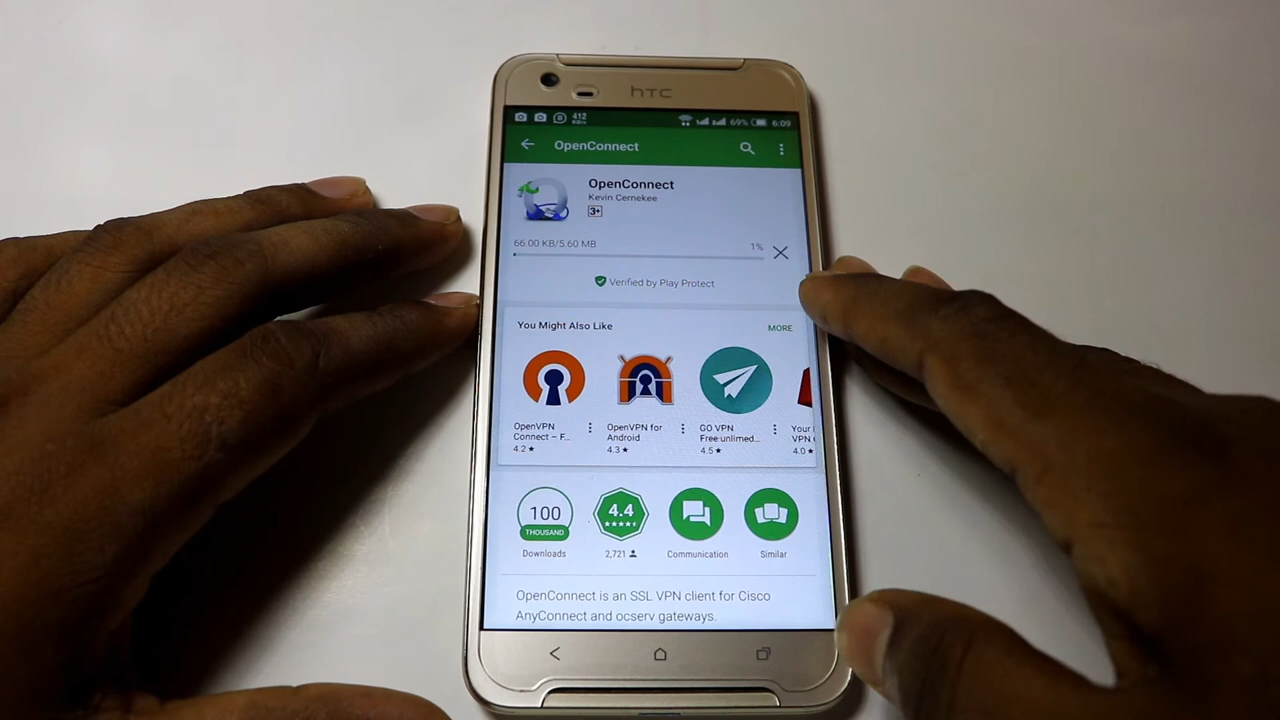 hTC
412
KB/s
69%
6:09
OpenConnect
OpenConnect
Kevin Cernekee
3+
66.00 KB/5.60 MB
1%
Verified by Play Protect
You Might Also Like
MORE
OpenVPN
Connect – F...
4.2★
OpenVPN for
Android
4.3★
GO VPN
Free unlimed...
4.5★
Your
VPN
4.0★
100
THOUSAND
Downloads
4.4
2,721
Communication
Similar
OpenConnect is an SSL VPN client for Cisco
AnyConnect and ocserv gateways.